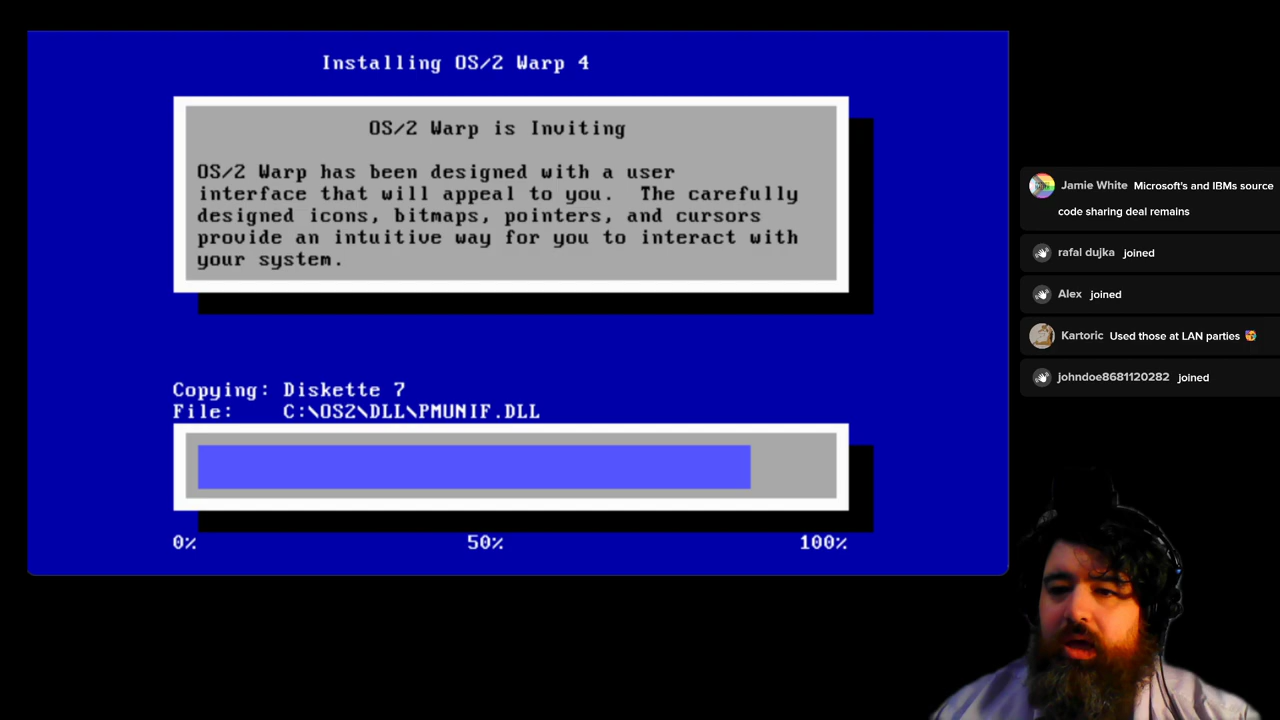 Installing OS/2 Warp 4
OS/2 Warp is Inviting
OS/2 Warp has been designed with a user
interface that will appeal to you.  The carefully
designed icons, bitmaps, pointers, and cursors
provide an intuitive way for you to interact with
your system.
Copying: Diskette 7
File:    C:\OS2\DLL\PMUNIF.DLL
0% 50% 100%
Jamie White Microsoft's and IBMs source
code sharing deal remains
rafal dujka joined
Alex joined
Kartoric Used those at LAN parties
johndoe8681120282 joined